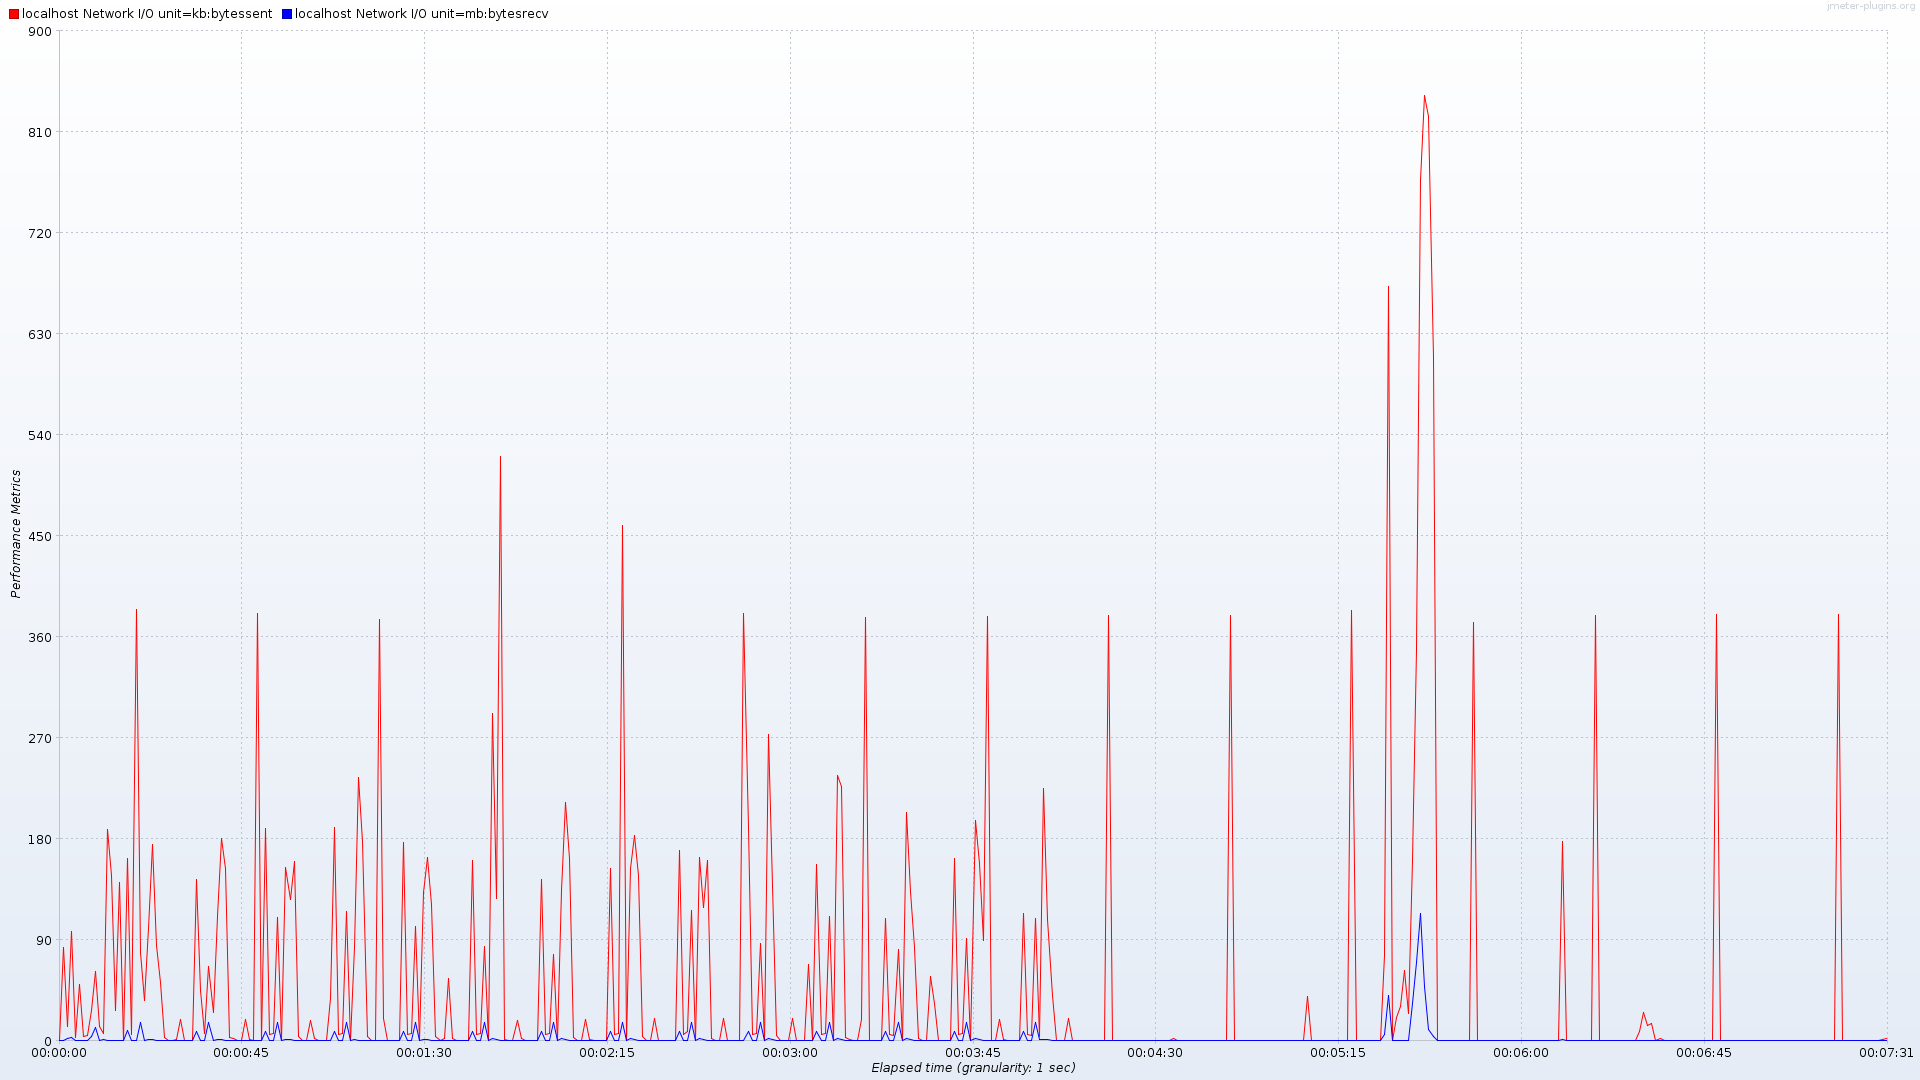 localhost Network I/O unit=kb:bytessent localhost Network I/O unit=mb:bytesrecv
jmeter-plugins.org
900
810
720
630
540
450
360
270
180
90
0
Performance Metrics
00:00:00 00:00:45 00:01:30 00:02:15 00:03:00 00:03:45 00:04:30 00:05:15 00:06:00 00:06:45 00:07:31
Elapsed time (granularity: 1 sec)